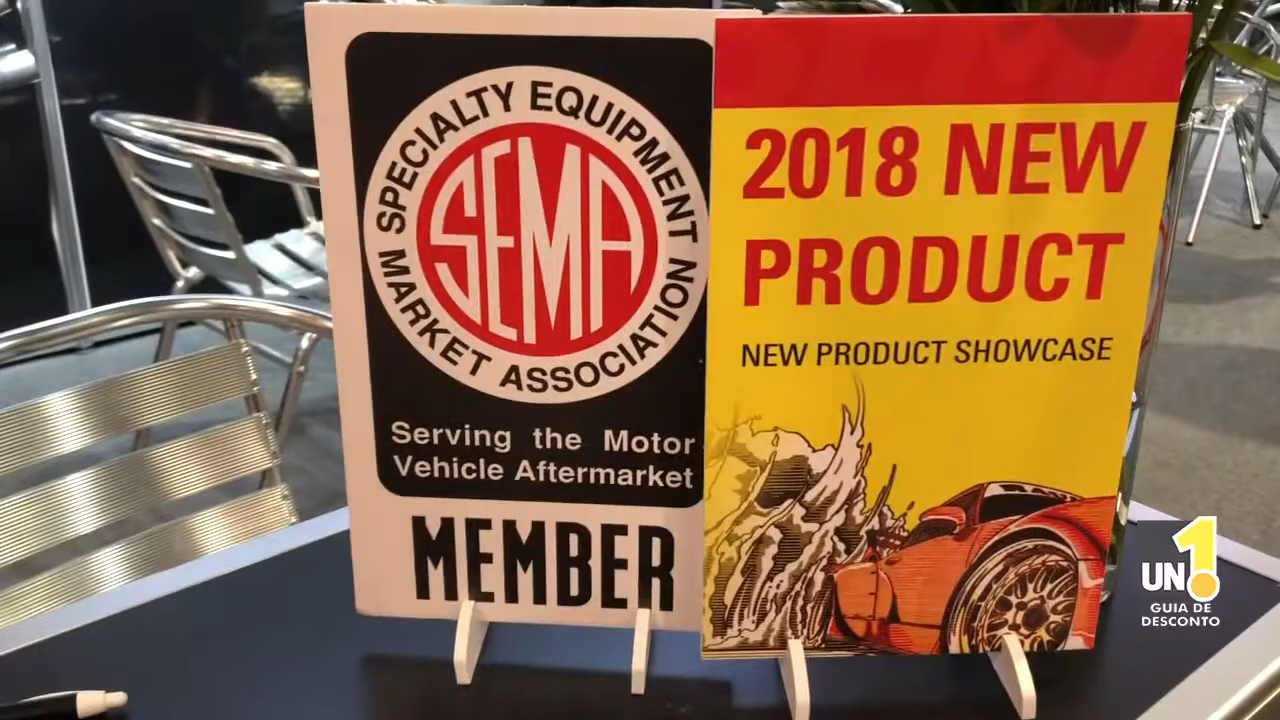 SPECIALTY EQUIPMENT
MARKET ASSOCIATION
SEMA
Serving the Motor
Vehicle Aftermarket
MEMBER
2018 NEW
PRODUCT
NEW PRODUCT SHOWCASE
UN1
GUIA DE
DESCONTO